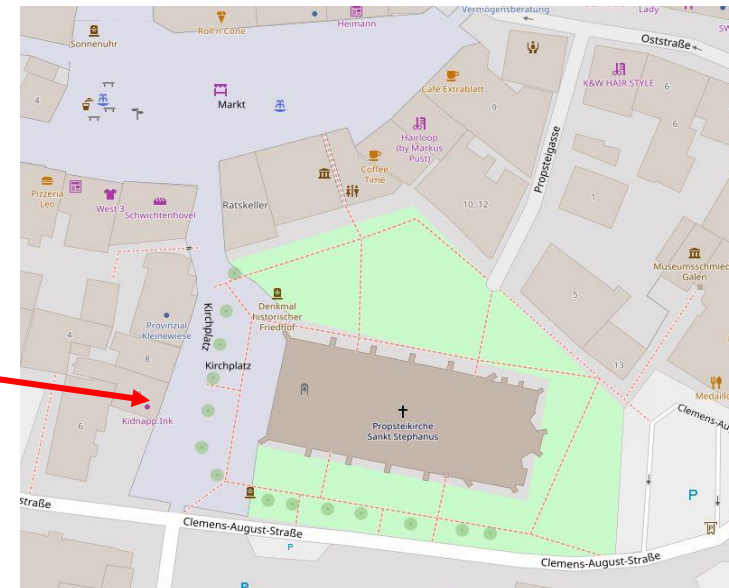 Vermögensberatung
Lady
SW
Sonnenuhr
Roll n Cone
Heimann
Oststraße
K&W HAIR STYLE
6
4
Markt
Cafe Extrablatt
9
6
Hairloop
(by Markus
Pust)
Propsteigasse
Coffee
Time
Pizzeria
Leo
West 3
Schwichtenhövel
Ratskeller
10, 12
1
Museumsschmied
Galen
Denkmal
historischer
Friedhof
5
Kirchplatz
Provinzial
Kleinewiese
4
8
Kirchplatz
13
Medaillo
6
Kidnapp.Ink
Propsteikirche
Sankt Stephanus
Clemens-Au
P
straße
Clemens-August-Straße
P
P
Clemens-August-Straße
P